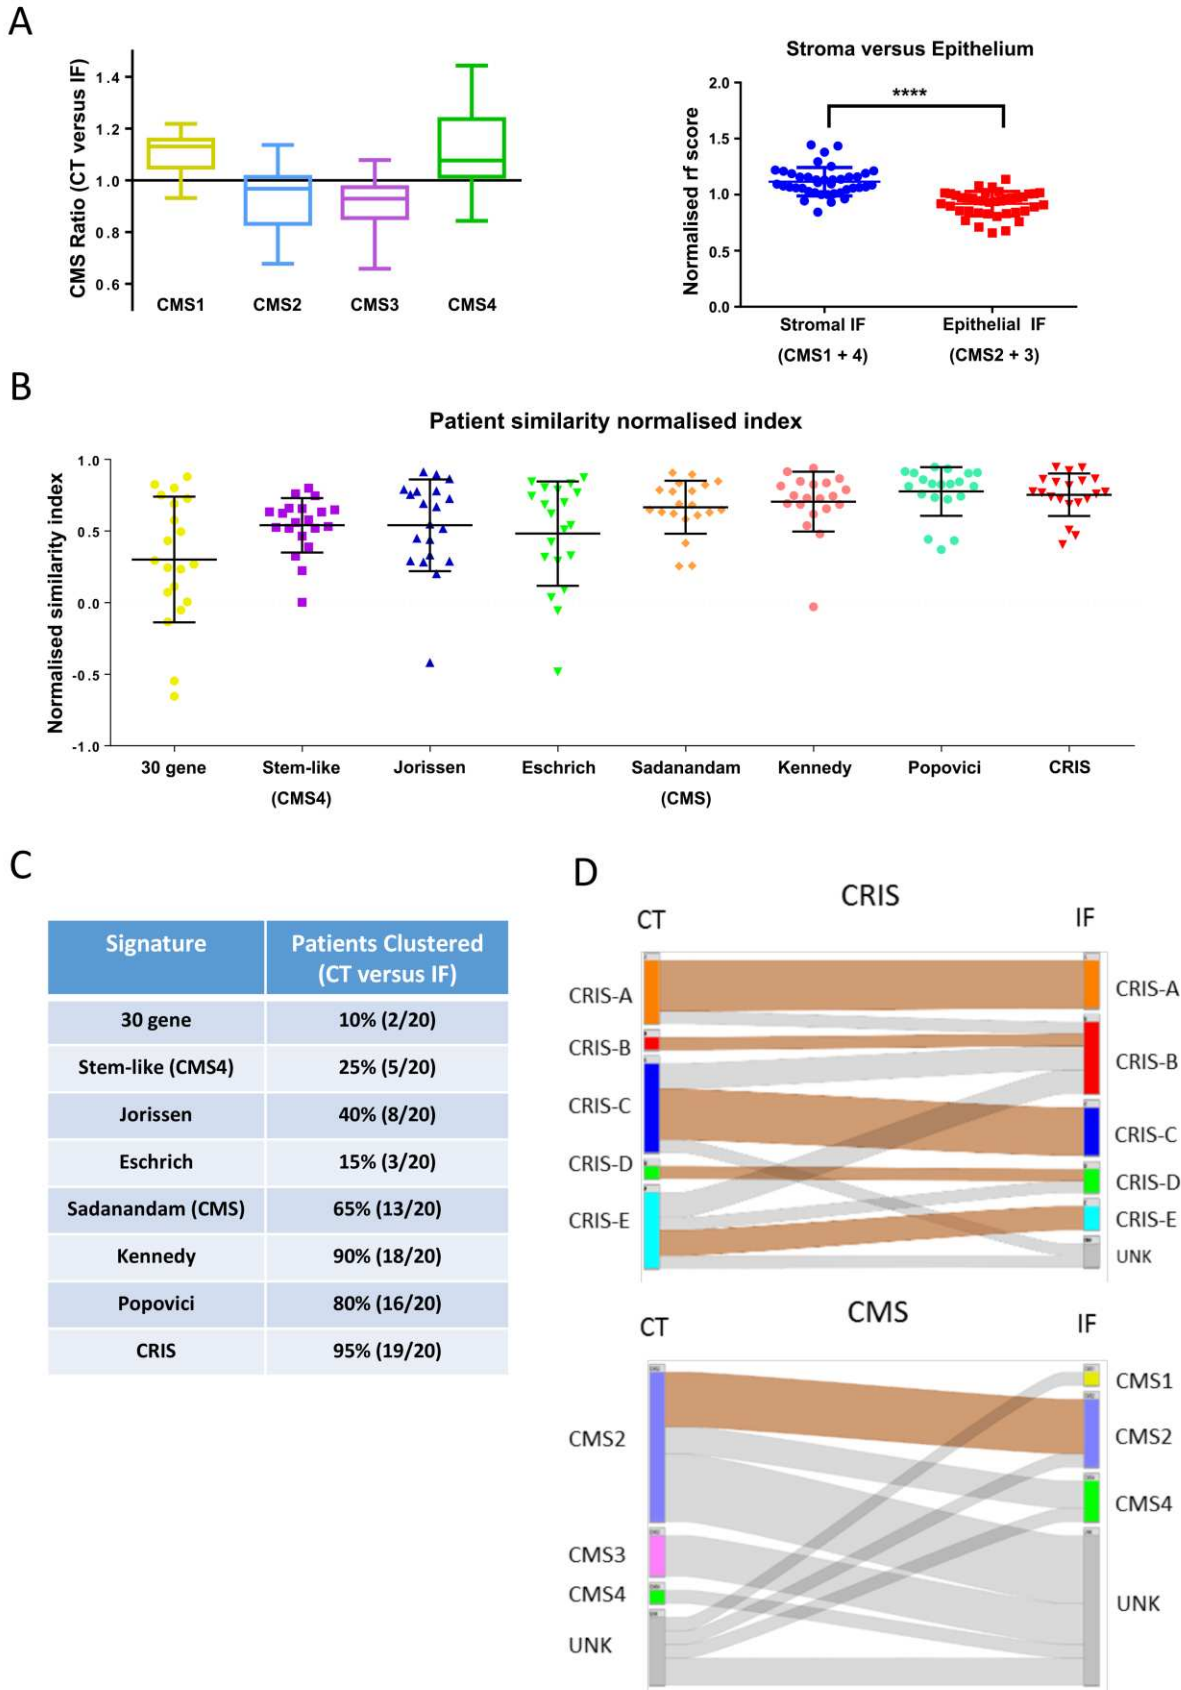 A
CMS Ratio (CT versus IF)
1.4
1.2
1.0
0.8
0.6
CMS1
CMS2
CMS3
CMS4
Stroma versus Epithelium
Normalised rf score
2.0
1.5
1.0
0.5
0.0
****
Stromal IF
(CMS1 + 4)
Epithelial IF
(CMS2 + 3)
B
Patient similarity normalised index
Normalised similarity index
1.0
0.5
0.0
-0.5
-1.0
30 gene
Stem-like
(CMS4)
Jorissen
Eschrich
Sadanandam
(CMS)
Kennedy
Popovici
CRIS
C
Signature
Patients Clustered
(CT versus IF)
30 gene
10% (2/20)
Stem-like (CMS4)
25% (5/20)
Jorissen
40% (8/20)
Eschrich
15% (3/20)
Sadanandam (CMS)
65% (13/20)
Kennedy
90% (18/20)
Popovici
80% (16/20)
CRIS
95% (19/20)
D
CRIS
CT
IF
CRIS-A
CRIS-B
CRIS-C
CRIS-D
CRIS-E
CRIS-A
CRIS-B
CRIS-C
CRIS-D
CRIS-E
UNK
CMS
CT
IF
CMS2
CMS3
CMS4
UNK
CMS1
CMS2
CMS4
UNK